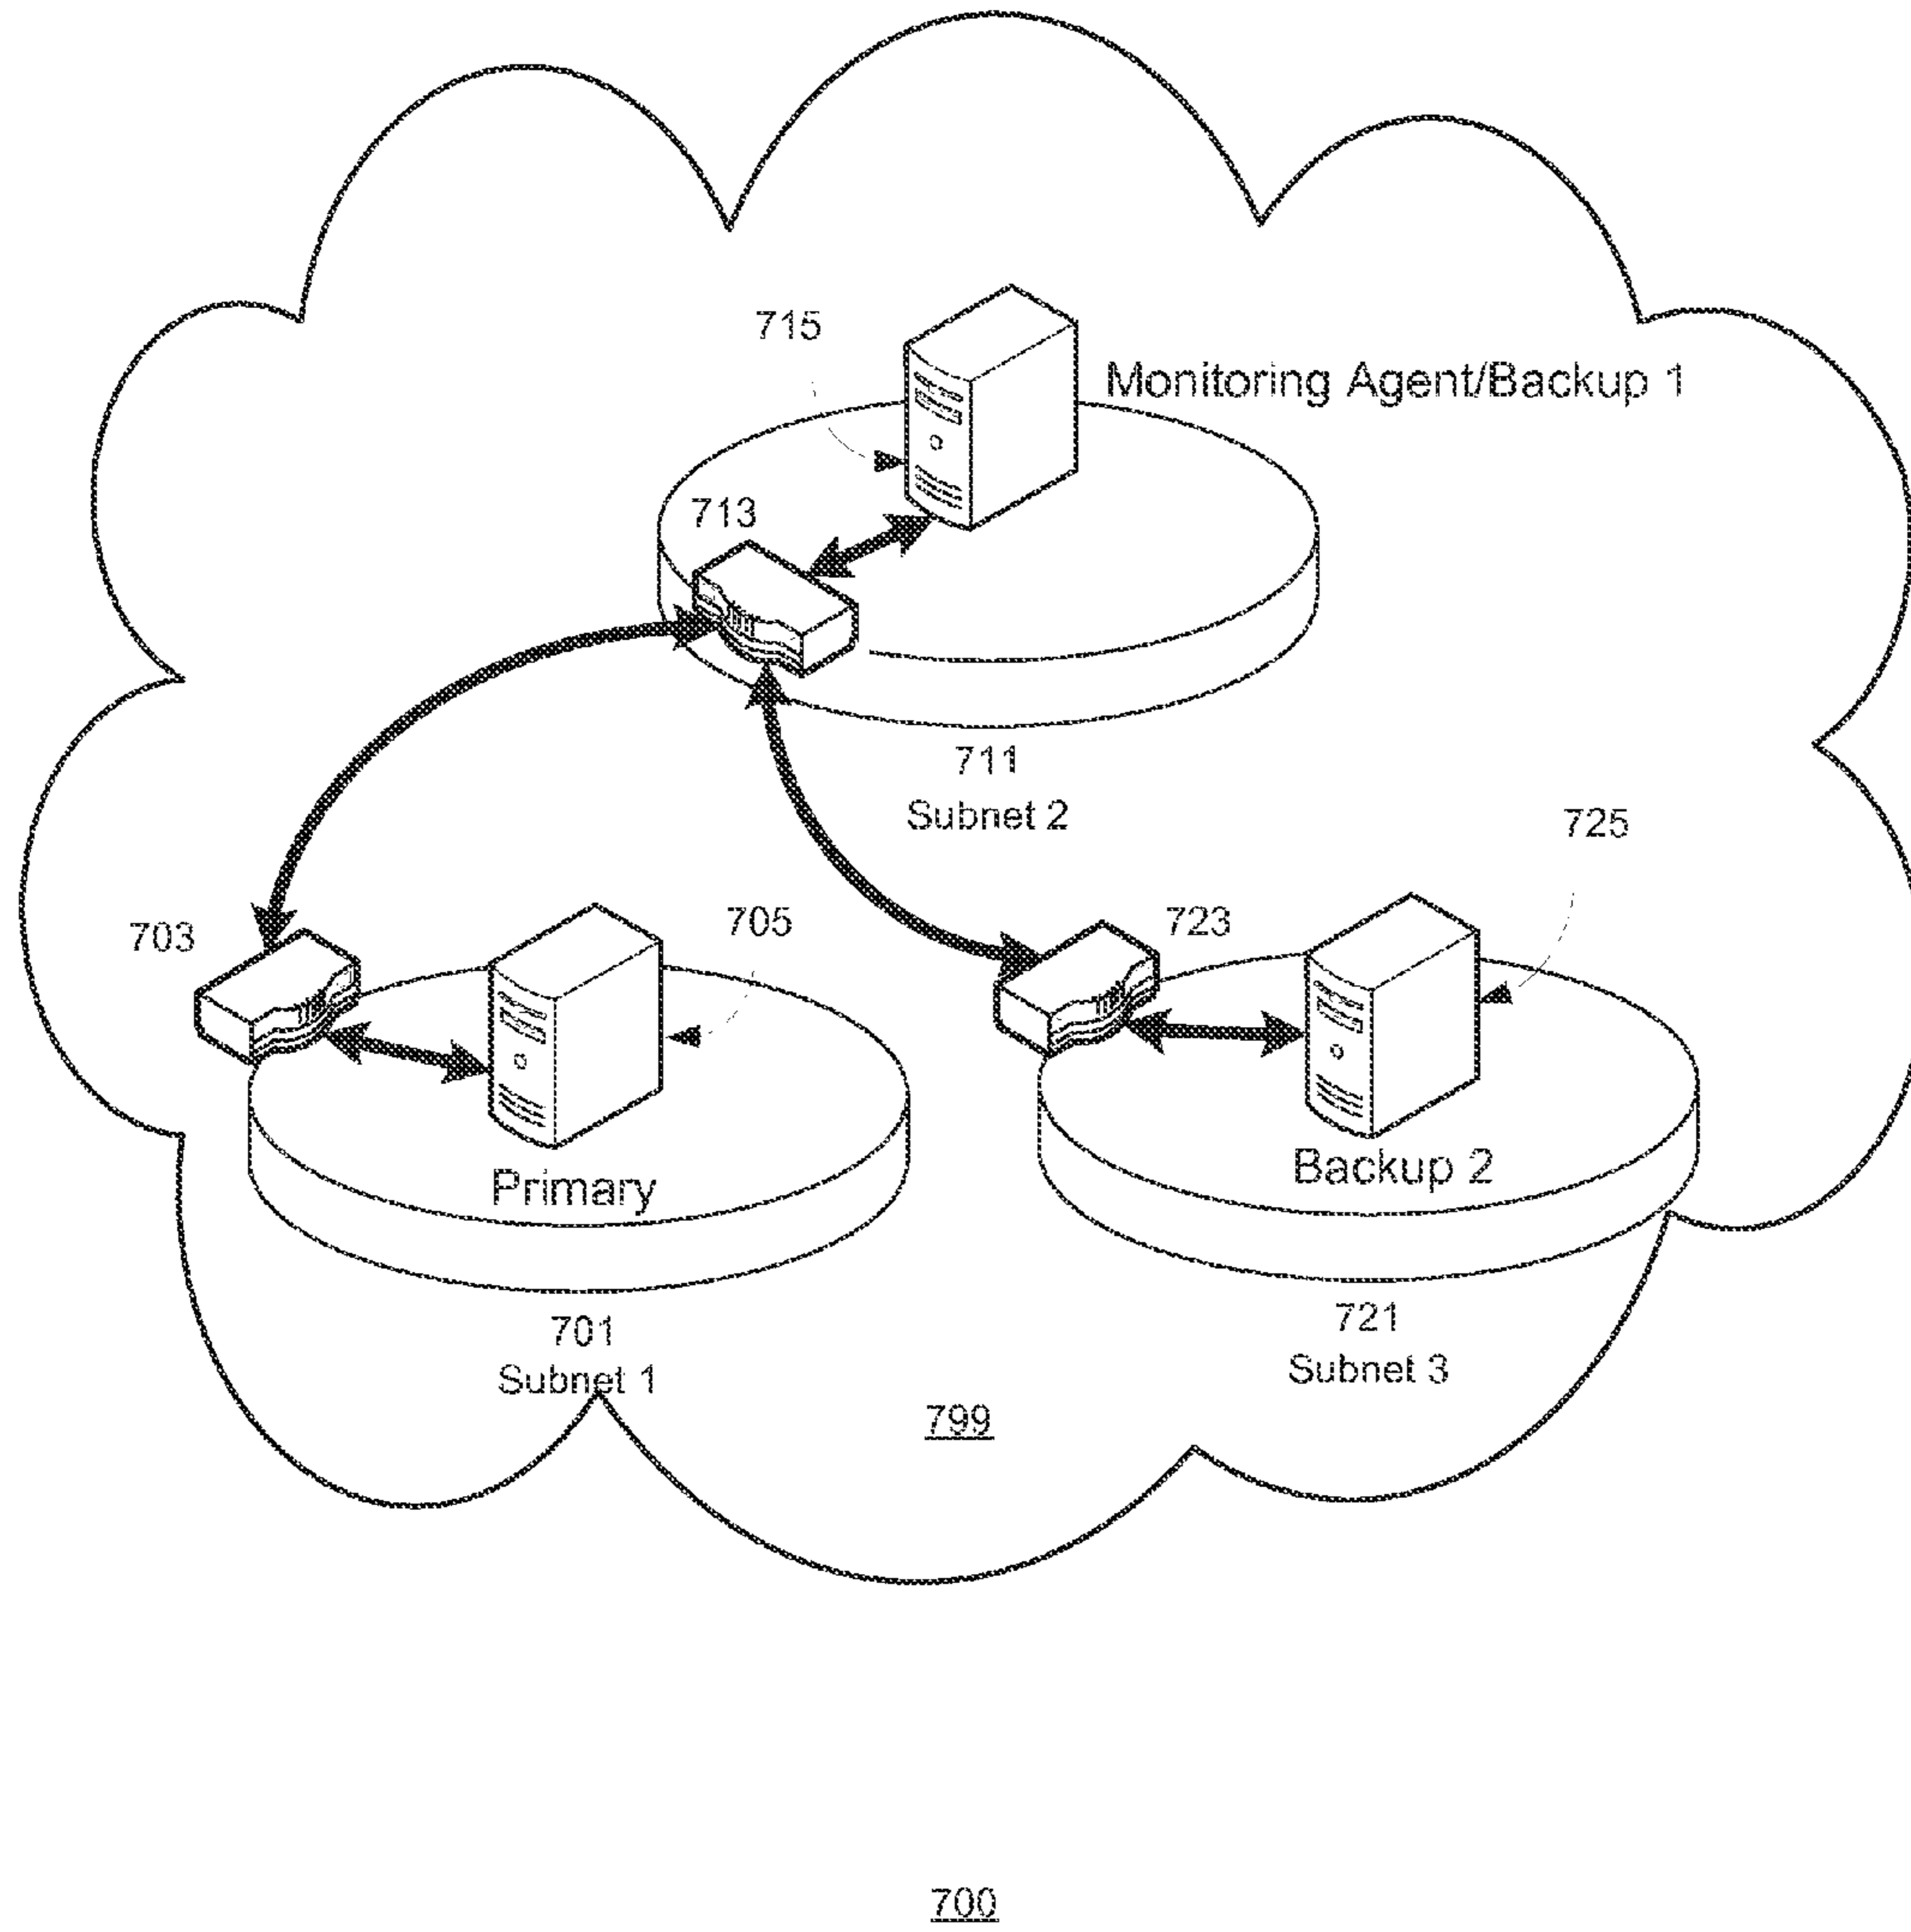 715
Monitoring Agent/Backup 1
713
711
Subnet 2
725
703
705
723
Primary
Backup 2
701
Subnet 1
721
Subnet 3
799
700